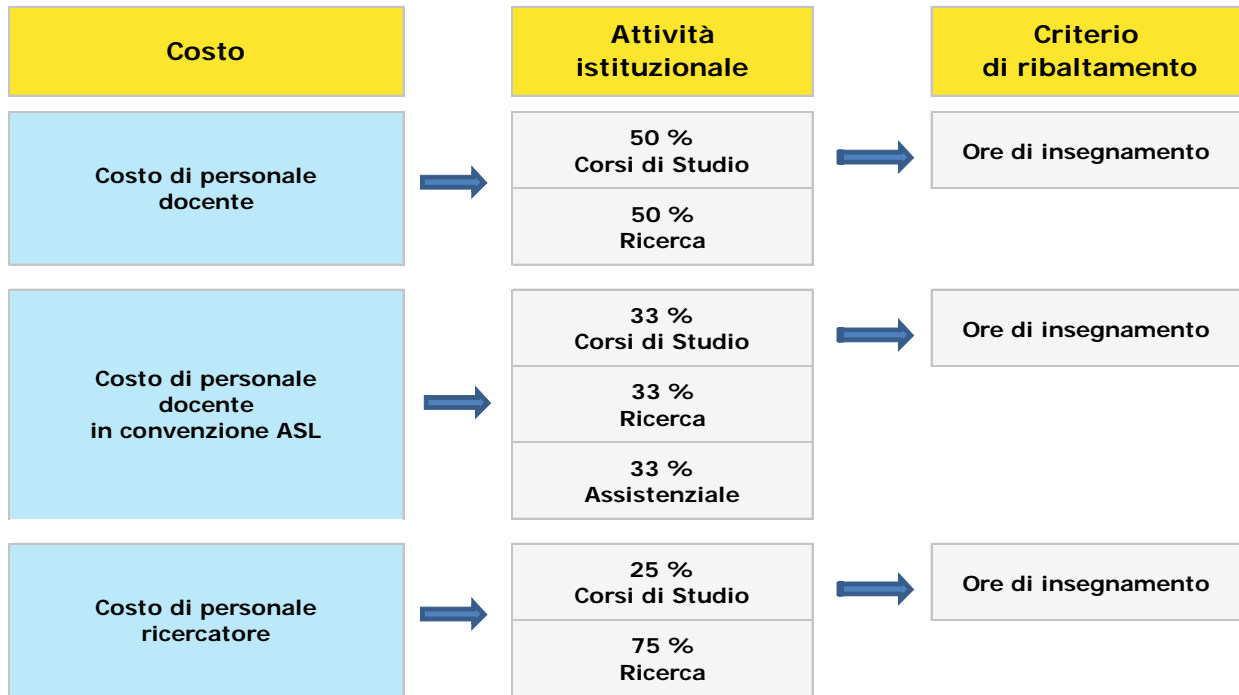 Costo
Attività
istituzionale
Criterio
di ribaltamento
Costo di personale
docente
50 %
Corsi di Studio
50 %
Ricerca
Ore di insegnamento
Costo di personale
docente
in convenzione ASL
33 %
Corsi di Studio
33 %
Ricerca
33 %
Assistenziale
Ore di insegnamento
Costo di personale
ricercatore
25 %
Corsi di Studio
75 %
Ricerca
Ore di insegnamento